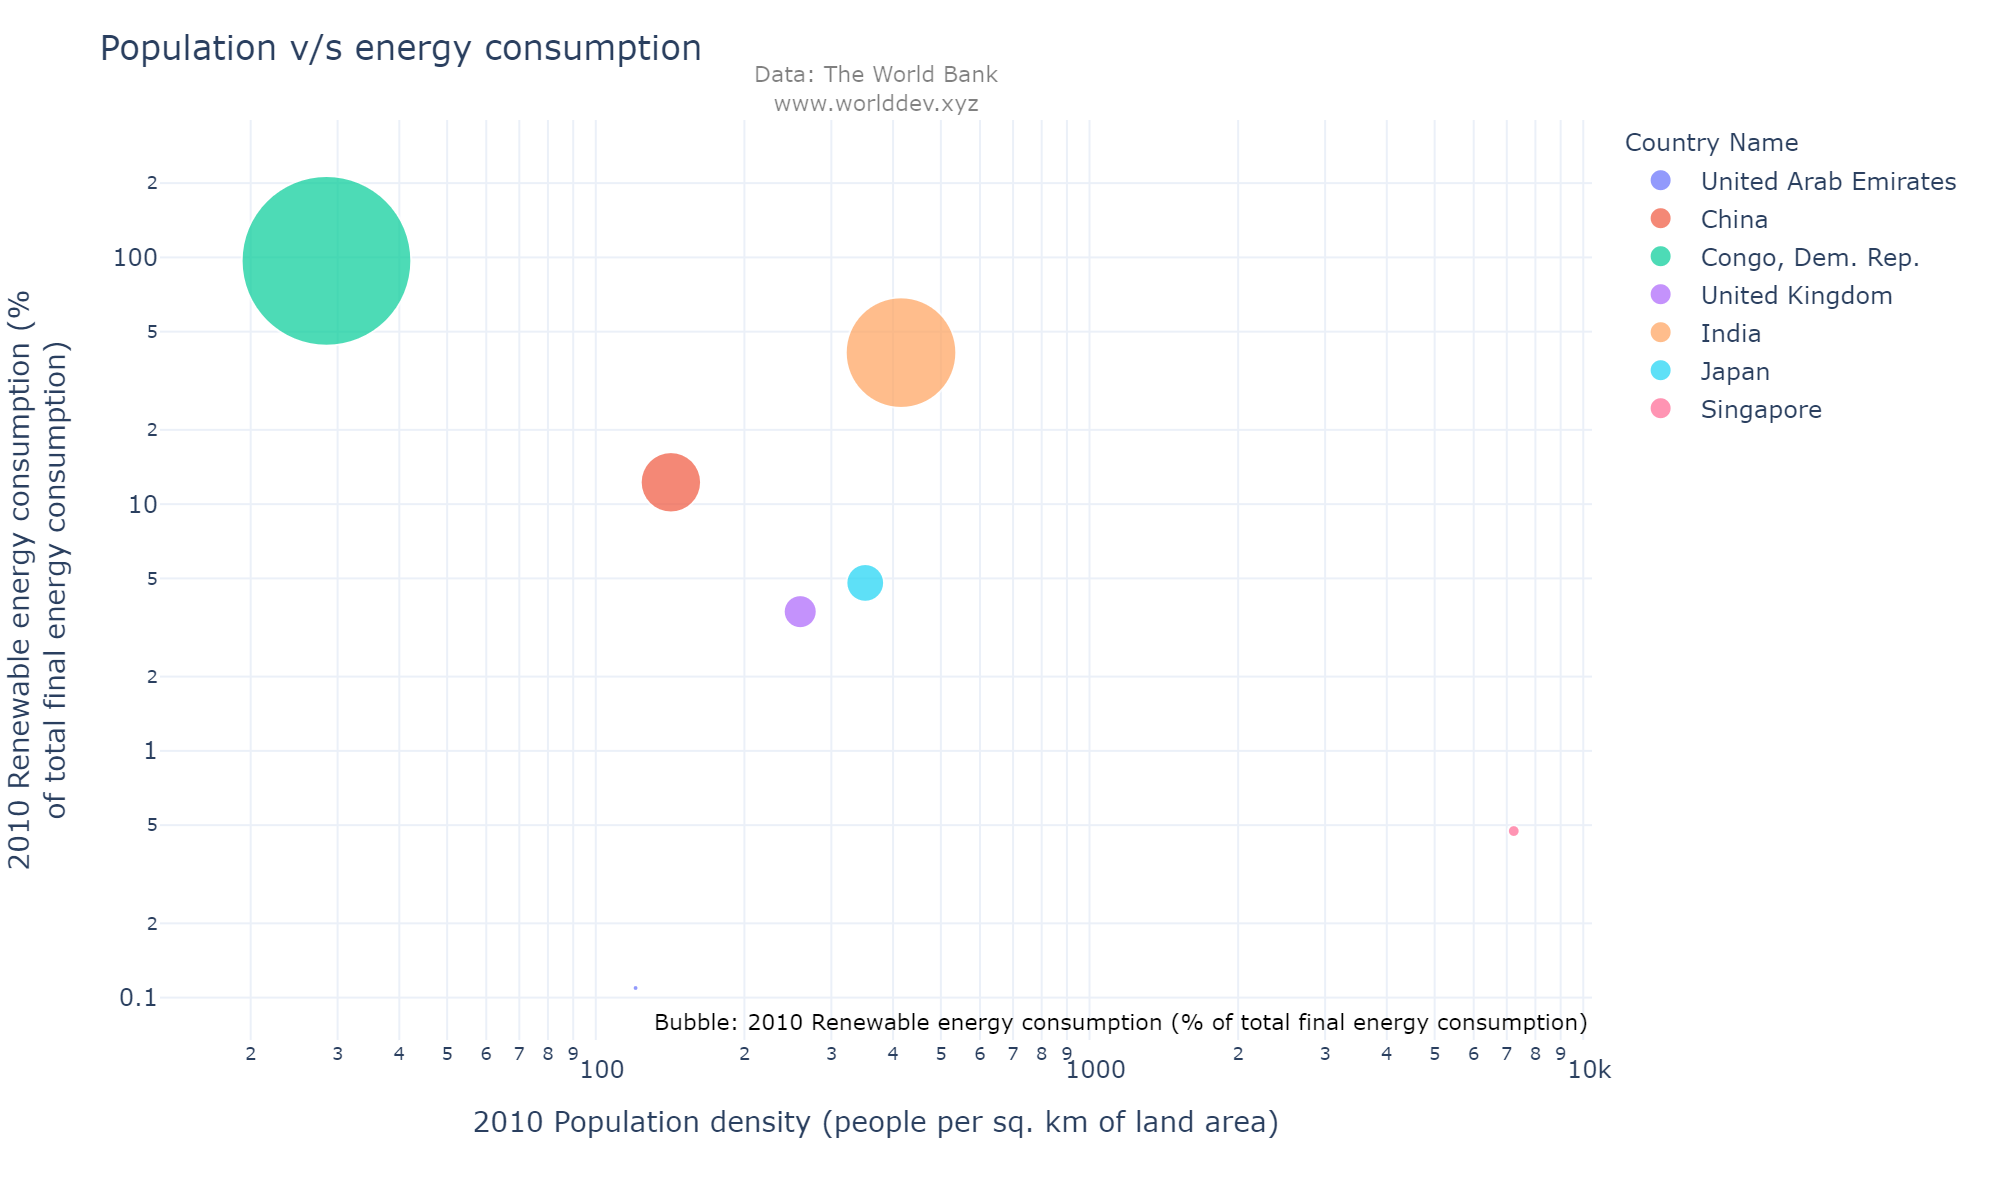 Population v/s energy consumption
Data: The World Bank
www.worlddev.xyz
2010 Renewable energy consumption (%
of total final energy consumption)
2
100
5
2
10
5
2
1
5
2
0.1
Country Name
United Arab Emirates
China
Congo, Dem. Rep.
United Kingdom
India
Japan
Singapore
Bubble: 2010 Renewable energy consumption (% of total final energy consumption)
2 3 4 5 6 7 8 9 100 2 3 4 5 6 7 8 9 1000 2 3 4 5 6 7 8 9 10k
2010 Population density (people per sq. km of land area)